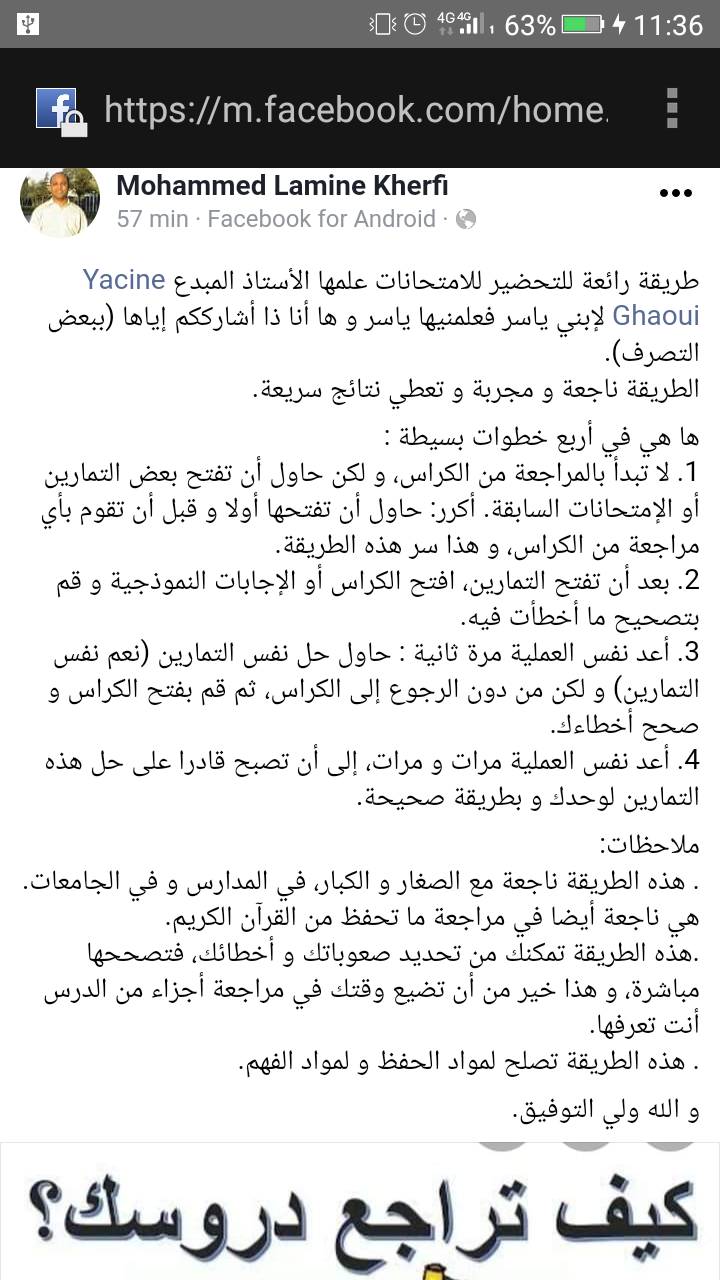 4G 4G 63% 11:36
https://m.facebook.com/home.
Mohammed Lamine Kherfi
57 min · Facebook for Android ·
طريقة رائعة للتحضير للامتحانات علمها الأستاذ المبدع Yacine
Ghaoui لإبني ياسر فعلمنيها ياسر و ها أنا ذا أشارككم إياها (ببعض
التصرف).
الطريقة ناجعة و مجربة و تعطي نتائج سريعة.
ها هي في أربع خطوات بسيطة :
1. لا تبدأ بالمراجعة من الكراس، و لكن حاول أن تفتح بعض التمارين
أو الإمتحانات السابقة. أكرر: حاول أن تفتحها أولا و قبل أن تقوم بأي
مراجعة من الكراس، و هذا سر هذه الطريقة.
2. بعد أن تفتح التمارين، افتح الكراس أو الإجابات النموذجية و قم
بتصحيح ما أخطأت فيه.
3. أعد نفس العملية مرة ثانية : حاول حل نفس التمارين (نعم نفس
التمارين) و لكن من دون الرجوع إلى الكراس، ثم قم بفتح الكراس و
صحح أخطاءك.
4. أعد نفس العملية مرات و مرات، إلى أن تصبح قادرا على حل هذه
التمارين لوحدك و بطريقة صحيحة.
ملاحظات:
. هذه الطريقة ناجعة مع الصغار و الكبار، في المدارس و في الجامعات.
هي ناجعة أيضا في مراجعة ما تحفظ من القرآن الكريم.
.هذه الطريقة تمكنك من تحديد صعوباتك و أخطائك، فتصححها
مباشرة، و هذا خير من أن تضيع وقتك في مراجعة أجزاء من الدرس
أنت تعرفها.
. هذه الطريقة تصلح لمواد الحفظ و لمواد الفهم.
و الله ولي التوفيق.
كيف تراجع دروسك؟